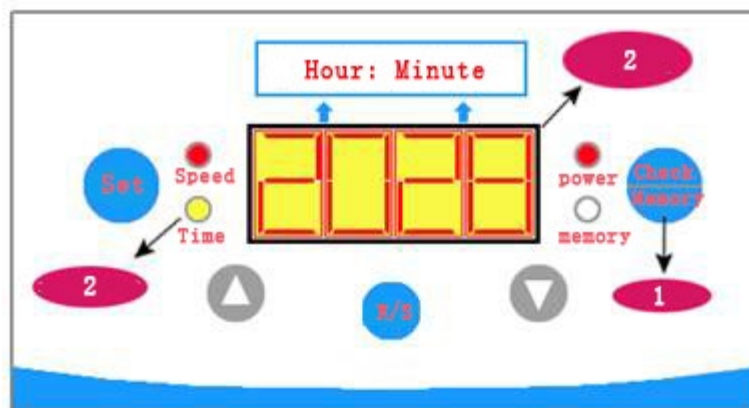 Hour: Minute
2
Set
Speed
Time
power
memory
Check
Memory
2
1
R/S